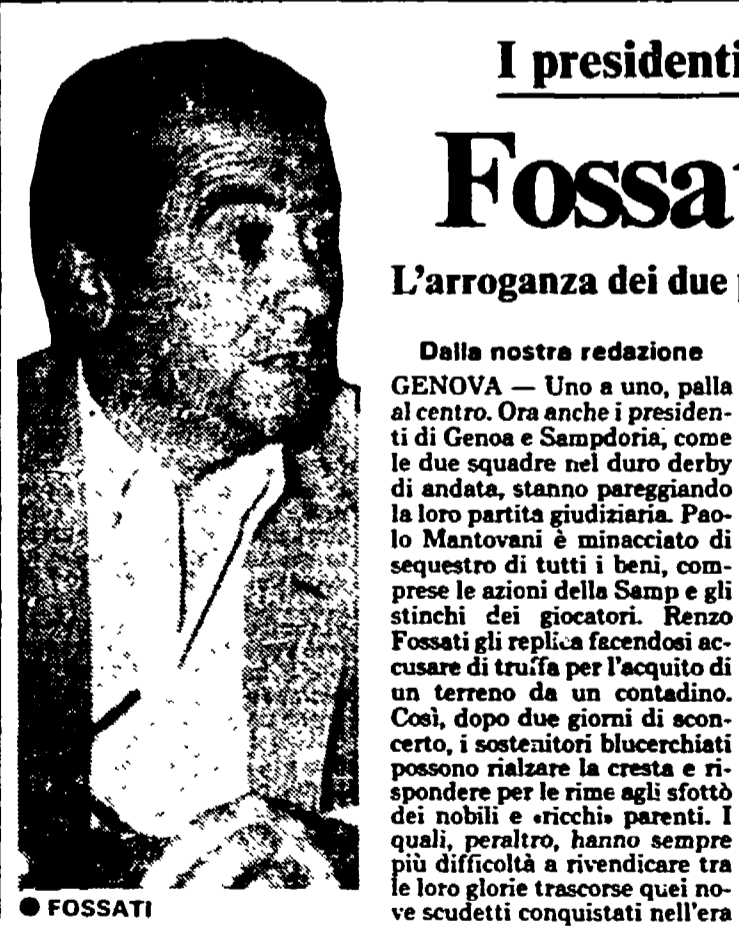 I presidenti
Fossat
L'arroganza dei due p
Dalla nostra redazione
GENOVA — Uno a uno, palla
al centro. Ora anche i presiden-
ti di Genoa e Sampdoria, come
le due squadre nel duro derby
di andata, stanno pareggiando
la loro partita giudiziaria. Pao-
lo Mantovani è minacciato di
sequestro di tutti i beni, com-
prese le azioni della Samp e gli
stinchi dei giocatori. Renzo
Fossati gli replica facendosi ac-
cusare di truffa per l'acquito di
un terreno da un contadino.
Così, dopo due giorni di scon-
certo, i sostenitori blucerchiati
possono rialzare la cresta e ri-
spondere per le rime agli sfottò
dei nobili e «ricchi» parenti. I
quali, peraltro, hanno sempre
più difficoltà a rivendicare tra
le loro glorie trascorse quei no-
ve scudetti conquistati nell'era
● FOSSATI